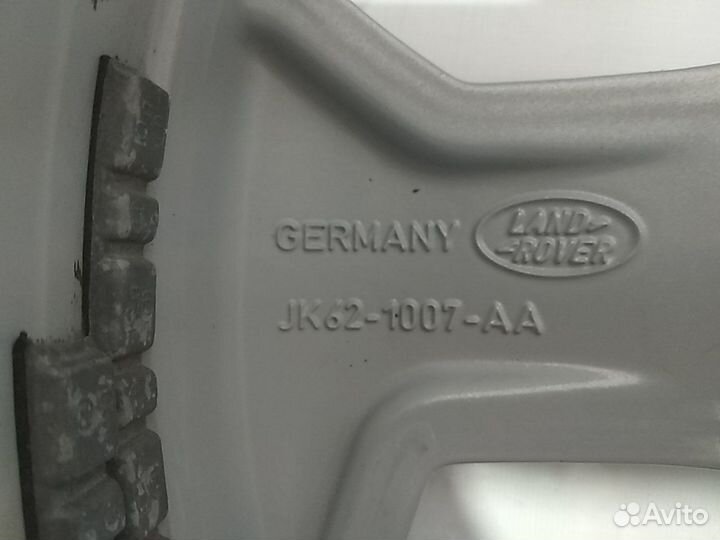 GERMANY LAND
ROVER
JK62-1007-AA
Avito